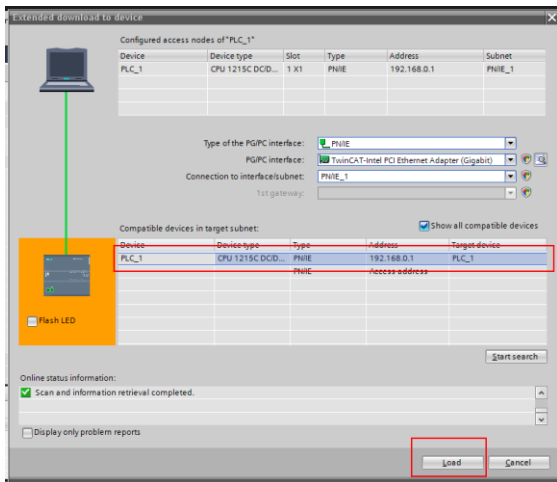 Extended download to device
Configured access nodes of "PLC_1"
Device Device type Slot Type Address Subnet
PLC_1 CPU 1215C DC/D... 1 X1 PN/IE 192.168.0.1 PN/IE_1
Type of the PG/PC interface: PN/IE
PG/PC interface: TwinCAT-Intel PCI Ethernet Adapter (Gigabit)
Connection to interface/subnet: PN/IE_1
1st gateway:
Compatible devices in target subnet: Show all compatible devices
Device Device type Type Address Target device
PLC_1 CPU 1215C DC/D... PN/IE 192.168.0.1 PLC_1
PN/IE Access address
Flash LED
Start search
Online status information:
Scan and information retrieval completed.
Display only problem reports
Load Cancel